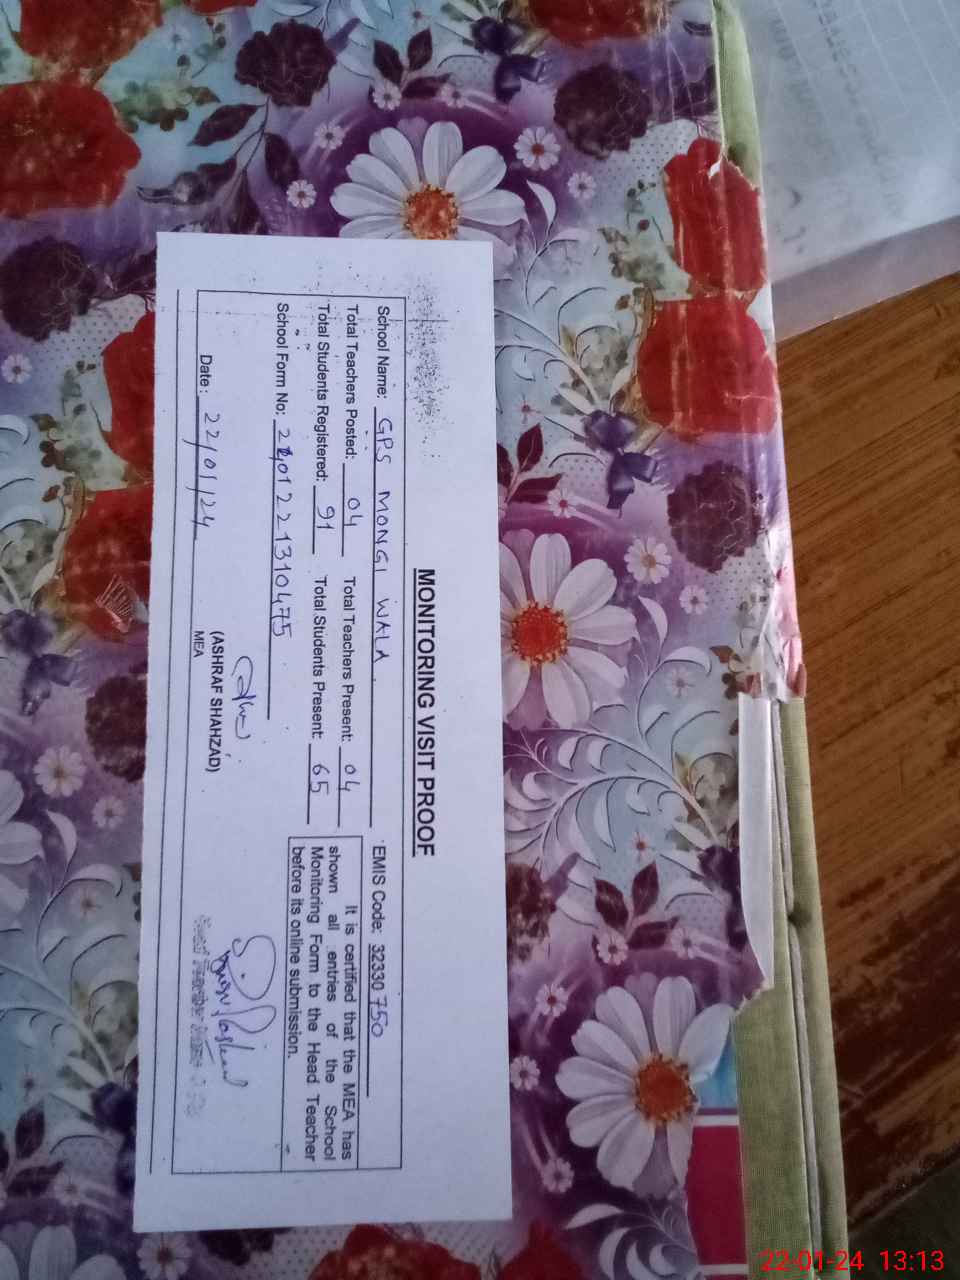 MONITORING VISIT PROOF
School Name: GPS MONGI WALA EMIS Code: 32330750
Total Teachers Posted: 04 Total Teachers Present: 04
Total Students Registered: 91 Total Students Present: 65
School Form No: 2201221310475
It is certified that the MEA has
shown all entries of the School
Monitoring Form to the Head Teacher
before its online submission.
Date: 22/01/24
(ASHRAF SHAHZAD)
MEA
22-01-24 13:13